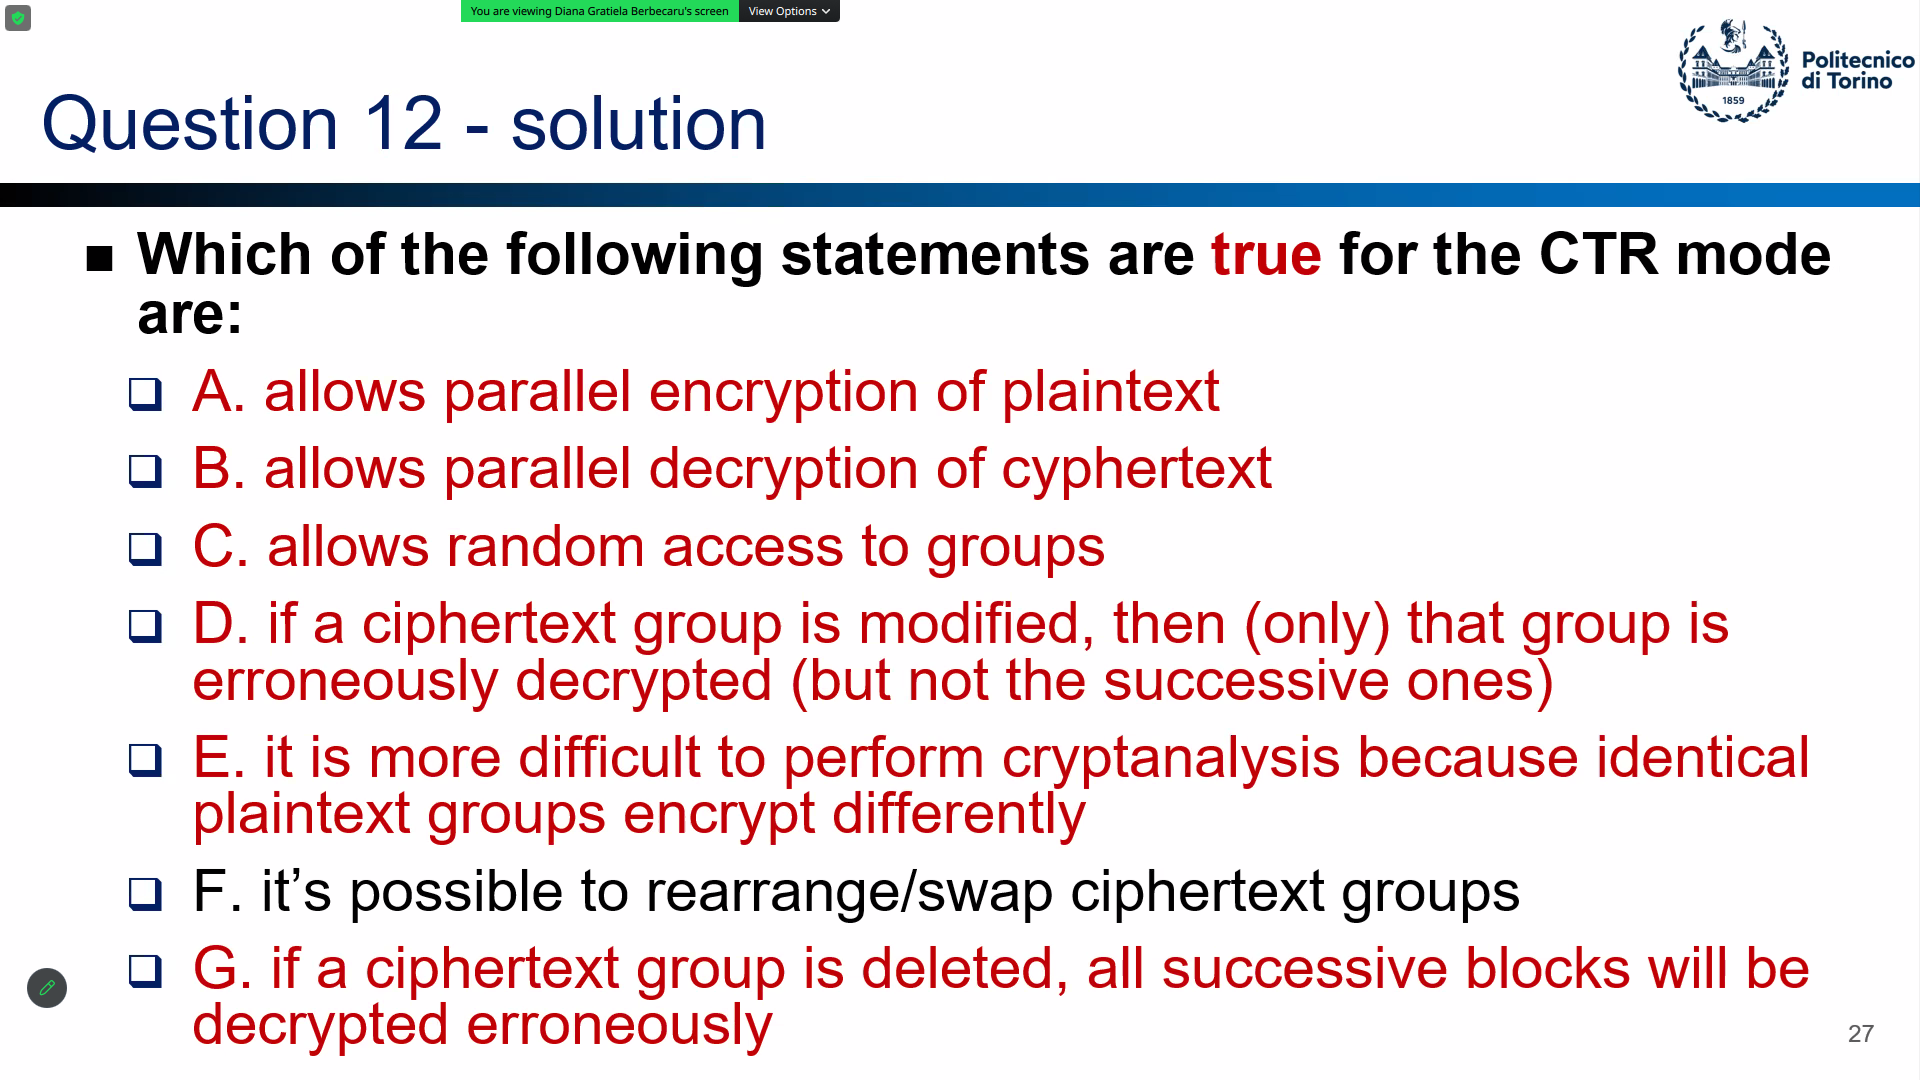 You are viewing Diana Gratiela Berbecaru's screen
View Options
Politecnico
di Torino
1859
Question 12 - solution
Which of the following statements are true for the CTR mode
are:
A. allows parallel encryption of plaintext
B. allows parallel decryption of cyphertext
C. allows random access to groups
D. if a ciphertext group is modified, then (only) that group is
erroneously decrypted (but not the successive ones)
E. it is more difficult to perform cryptanalysis because identical
plaintext groups encrypt differently
F. it’s possible to rearrange/swap ciphertext groups
G. if a ciphertext group is deleted, all successive blocks will be
decrypted erroneously
27